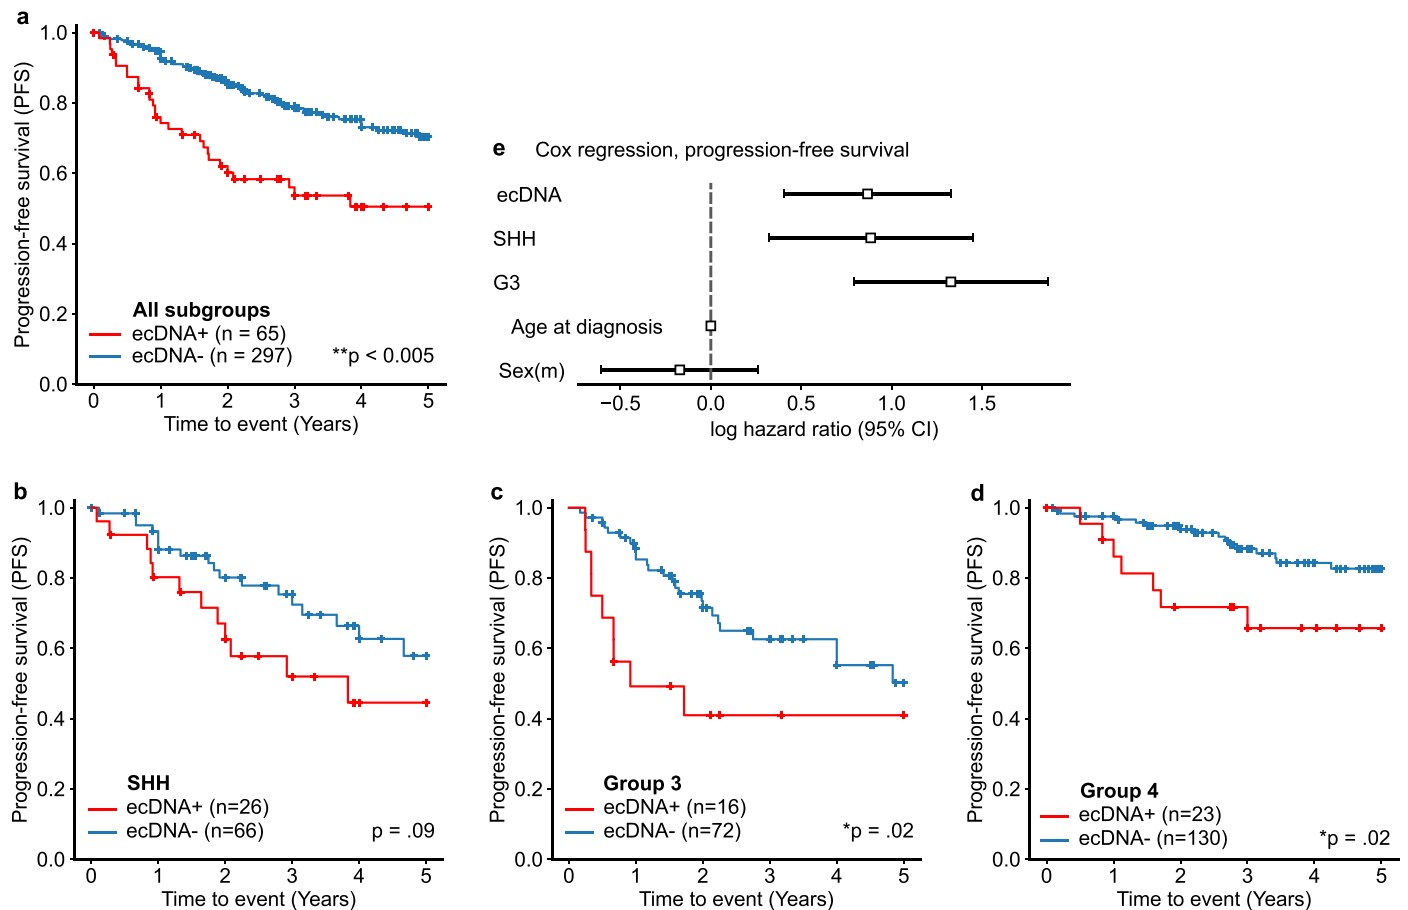 a
Progression-free survival (PFS)
1.0
0.8
0.6
0.4
0.2
0.0
All subgroups
ecDNA+ (n = 65)
ecDNA- (n = 297)
**p < 0.005
0 1 2 3 4 5
Time to event (Years)
e Cox regression, progression-free survival
ecDNA
SHH
G3
Age at diagnosis
Sex(m)
−0.5 0.0 0.5 1.0 1.5
log hazard ratio (95% CI)
b
Progression-free survival (PFS)
1.0
0.8
0.6
0.4
0.2
0.0
SHH
ecDNA+ (n=26)
ecDNA- (n=66)
p = .09
0 1 2 3 4 5
Time to event (Years)
c
Progression-free survival (PFS)
1.0
0.8
0.6
0.4
0.2
0.0
Group 3
ecDNA+ (n=16)
ecDNA- (n=72)
*p = .02
0 1 2 3 4 5
Time to event (Years)
d
Progression-free survival (PFS)
1.0
0.8
0.6
0.4
0.2
0.0
Group 4
ecDNA+ (n=23)
ecDNA- (n=130)
*p = .02
0 1 2 3 4 5
Time to event (Years)